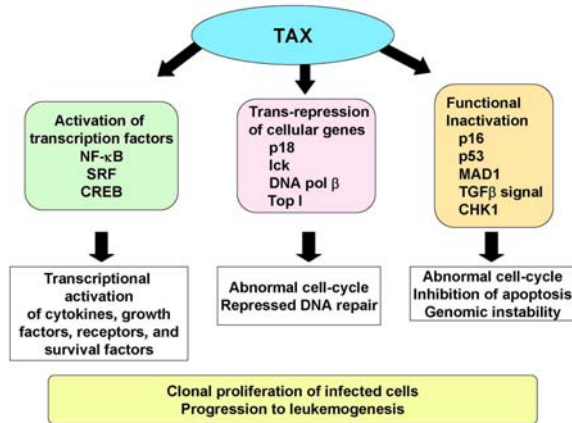 TAX
Activation of
transcription factors
NF-κB
SRF
CREB
Trans-repression
of cellular genes
p18
lck
DNA pol β
Top I
Functional
Inactivation
p16
p53
MAD1
TGFβ signal
CHK1
Transcriptional
activation
of cytokines, growth
factors, receptors, and
survival factors
Abnormal cell-cycle
Repressed DNA repair
Abnormal cell-cycle
Inhibition of apoptosis
Genomic instability
Clonal proliferation of infected cells
Progression to leukemogenesis